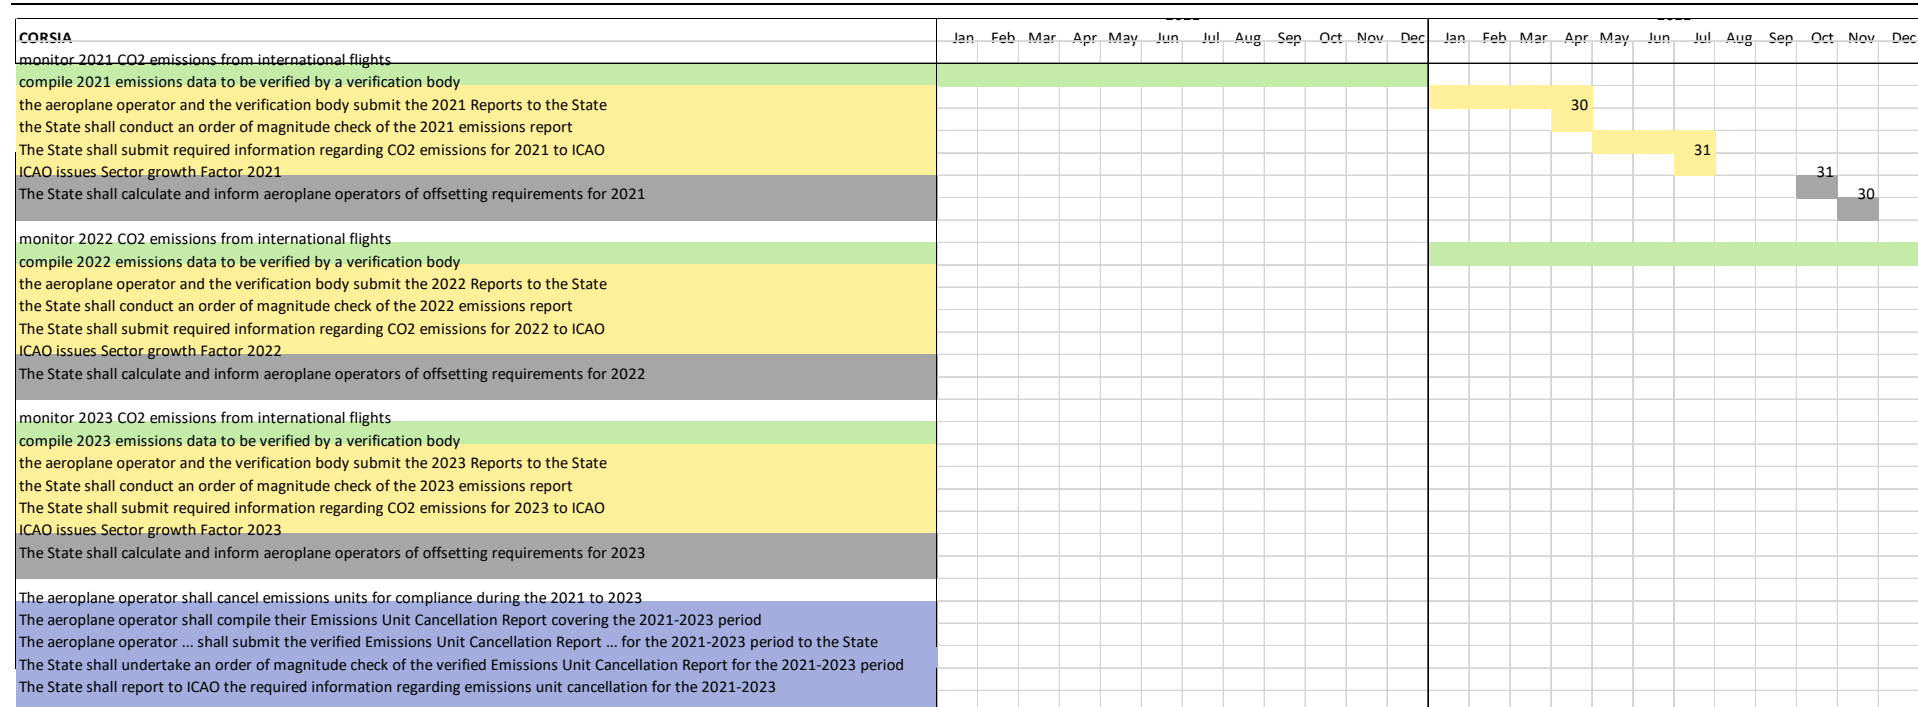 CORSIA Jan Feb Mar Apr May Jun Jul Aug Sep Oct Nov Dec Jan Feb Mar Apr May Jun Jul Aug Sep Oct Nov Dec
monitor 2021 CO2 emissions from international flights
compile 2021 emissions data to be verified by a verification body
the aeroplane operator and the verification body submit the 2021 Reports to the State 30
the State shall conduct an order of magnitude check of the 2021 emissions report
The State shall submit required information regarding CO2 emissions for 2021 to ICAO 31
ICAO issues Sector growth Factor 2021 31
The State shall calculate and inform aeroplane operators of offsetting requirements for 2021 30
monitor 2022 CO2 emissions from international flights
compile 2022 emissions data to be verified by a verification body
the aeroplane operator and the verification body submit the 2022 Reports to the State
the State shall conduct an order of magnitude check of the 2022 emissions report
The State shall submit required information regarding CO2 emissions for 2022 to ICAO
ICAO issues Sector growth Factor 2022
The State shall calculate and inform aeroplane operators of offsetting requirements for 2022
monitor 2023 CO2 emissions from international flights
compile 2023 emissions data to be verified by a verification body
the aeroplane operator and the verification body submit the 2023 Reports to the State
the State shall conduct an order of magnitude check of the 2023 emissions report
The State shall submit required information regarding CO2 emissions for 2023 to ICAO
ICAO issues Sector growth Factor 2023
The State shall calculate and inform aeroplane operators of offsetting requirements for 2023
The aeroplane operator shall cancel emissions units for compliance during the 2021 to 2023
The aeroplane operator shall compile their Emissions Unit Cancellation Report covering the 2021-2023 period
The aeroplane operator ... shall submit the verified Emissions Unit Cancellation Report ... for the 2021-2023 period to the State
The State shall undertake an order of magnitude check of the verified Emissions Unit Cancellation Report for the 2021-2023 period
The State shall report to ICAO the required information regarding emissions unit cancellation for the 2021-2023